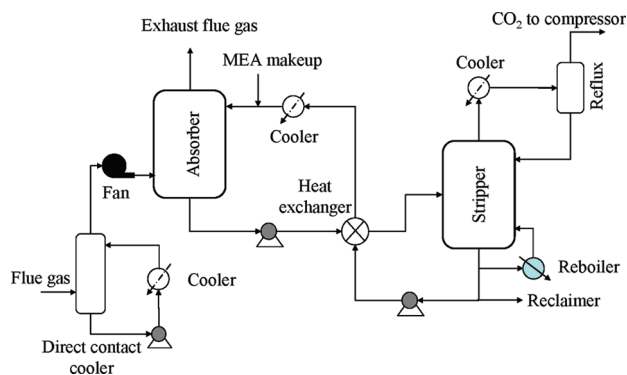 CO₂ to compressor
Exhaust flue gas
MEA makeup
Cooler
Reflux
Absorber
Cooler
Fan
Heat
exchanger
Stripper
Flue gas
Cooler
Reboiler
Reclaimer
Direct contact
cooler